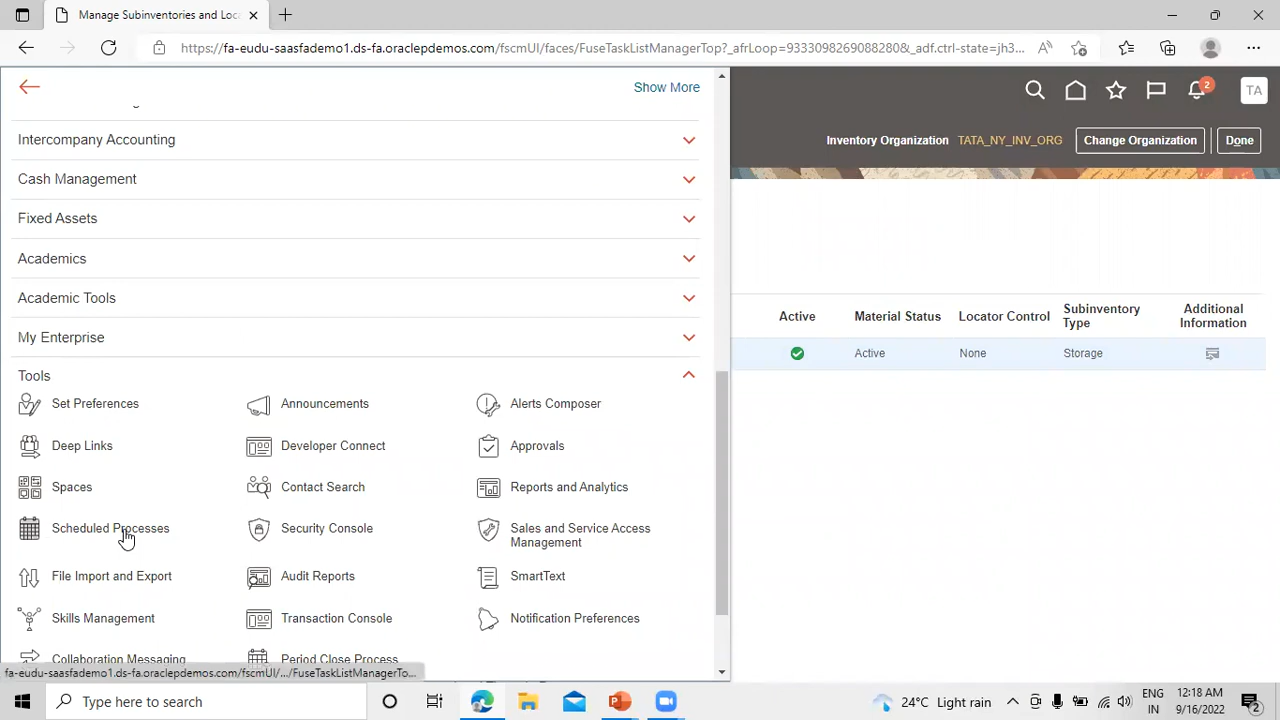 Manage Subinventories and Loca
https://fa-eudu-saasfademo1.ds-fa.oraclepdemos.com/fscmUI/faces/FuseTaskListManagerTop?_afrLoop=9333098269088280&_adf.ctrl-state=jh3...
Show More
2
TA
Intercompany Accounting
Inventory Organization TATA_NY_INV_ORG Change Organization Done
Cash Management
Fixed Assets
Academics
Academic Tools
My Enterprise
Active Material Status Locator Control Subinventory Type Additional Information
Active None Storage
Tools
Set Preferences Announcements Alerts Composer
Deep Links Developer Connect Approvals
Spaces Contact Search Reports and Analytics
Scheduled Processes Security Console Sales and Service Access Management
File Import and Export Audit Reports SmartText
Skills Management Transaction Console Notification Preferences
Collaboration Messaging Period Close Process
fa-eudu-saasfademo1.ds-fa.oraclepdemos.com/fscmUI/.../FuseTaskListManagerTo...
Type here to search
24°C Light rain
ENG
IN
12:18 AM
9/16/2022
2